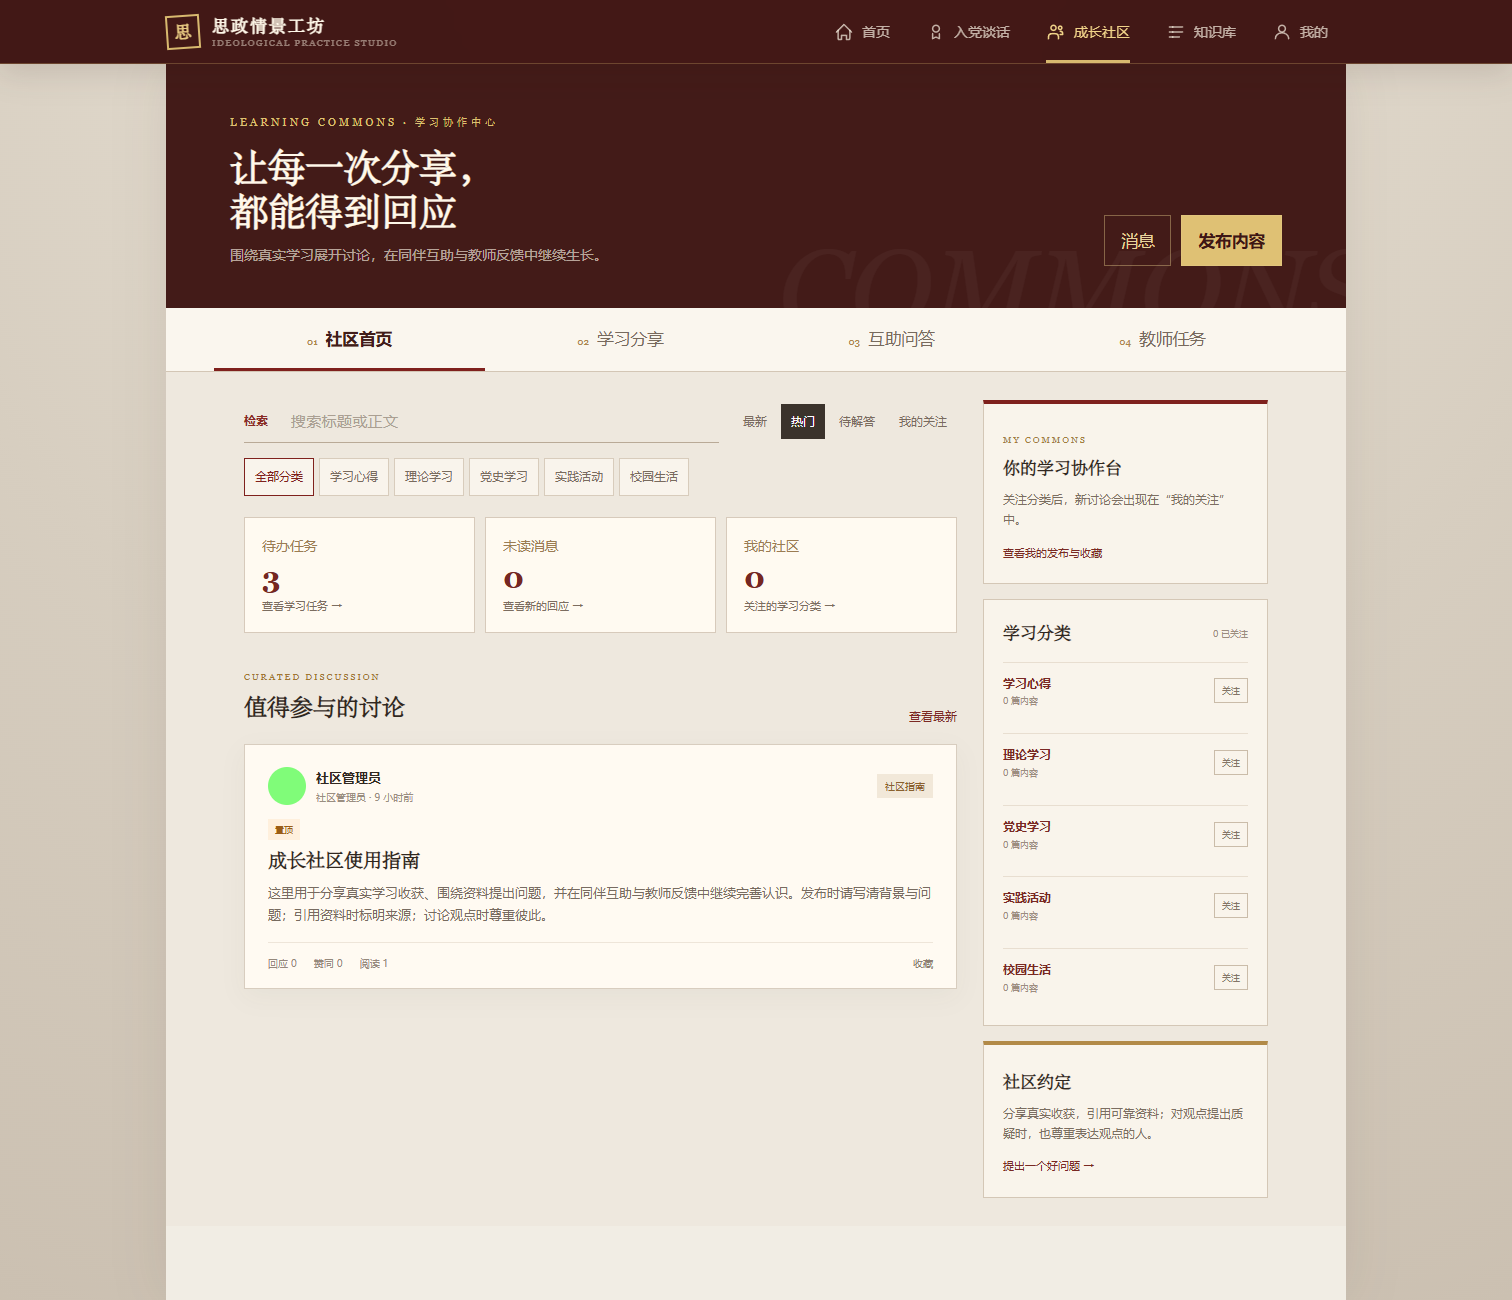 思
思政情景工坊
IDEOLOGICAL PRACTICE STUDIO
首页
入党谈话
成长社区
知识库
我的
LEARNING COMMONS · 学习协作中心
让每一次分享，
都能得到回应
围绕真实学习展开讨论，在同伴互助与教师反馈中继续生长。
COMMONS
消息
发布内容
01 社区首页
02 学习分享
03 互助问答
04 教师任务
检索 搜索标题或正文
最新
热门
待解答
我的关注
全部分类
学习心得
理论学习
党史学习
实践活动
校园生活
待办任务
3
查看学习任务 →
未读消息
0
查看新的回应 →
我的社区
0
关注的学习分类 →
CURATED DISCUSSION
值得参与的讨论
查看最新
社区管理员
社区管理员 · 9 小时前
社区指南
置顶
成长社区使用指南
这里用于分享真实学习收获、围绕资料提出问题，并在同伴互助与教师反馈中继续完善认识。发布时请写清背景与问
题；引用资料时标明来源；讨论观点时尊重彼此。
回应 0 赞同 0 阅读 1
收藏
MY COMMONS
你的学习协作台
关注分类后，新讨论会出现在“我的关注”
中。
查看我的发布与收藏
学习分类
0 已关注
学习心得
0 篇内容
关注
理论学习
0 篇内容
关注
党史学习
0 篇内容
关注
实践活动
0 篇内容
关注
校园生活
0 篇内容
关注
社区约定
分享真实收获，引用可靠资料；对观点提出质
疑时，也尊重表达观点的人。
提出一个好问题 →